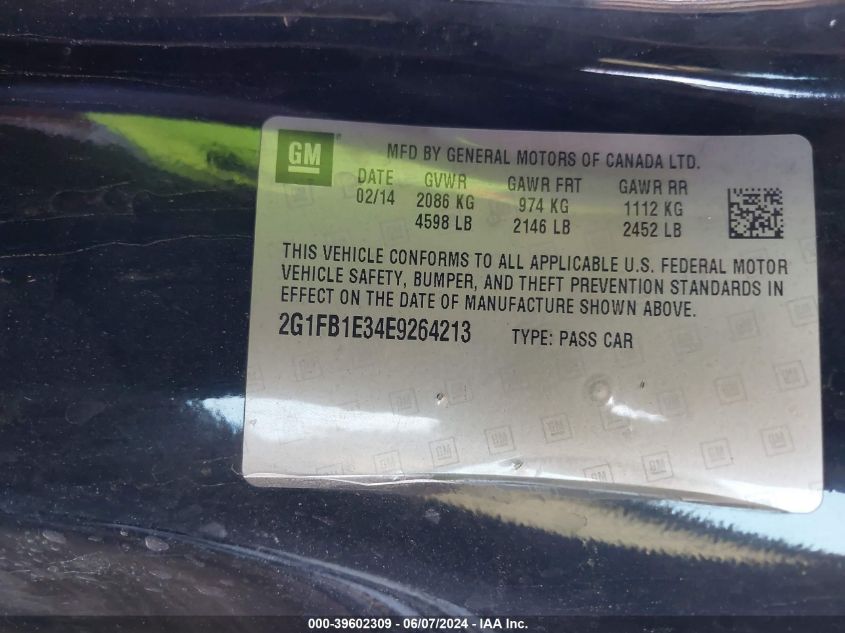 GM ®
MFD BY GENERAL MOTORS OF CANADA LTD.
DATE GVWR GAWR FRT GAWR RR
02/14 2086 KG 974 KG 1112 KG
4598 LB 2146 LB 2452 LB
THIS VEHICLE CONFORMS TO ALL APPLICABLE U.S. FEDERAL MOTOR
VEHICLE SAFETY, BUMPER, AND THEFT PREVENTION STANDARDS IN
EFFECT ON THE DATE OF MANUFACTURE SHOWN ABOVE.
2G1FB1E34E9264213 TYPE: PASS CAR
000-39602309 - 06/07/2024 - IAA Inc.